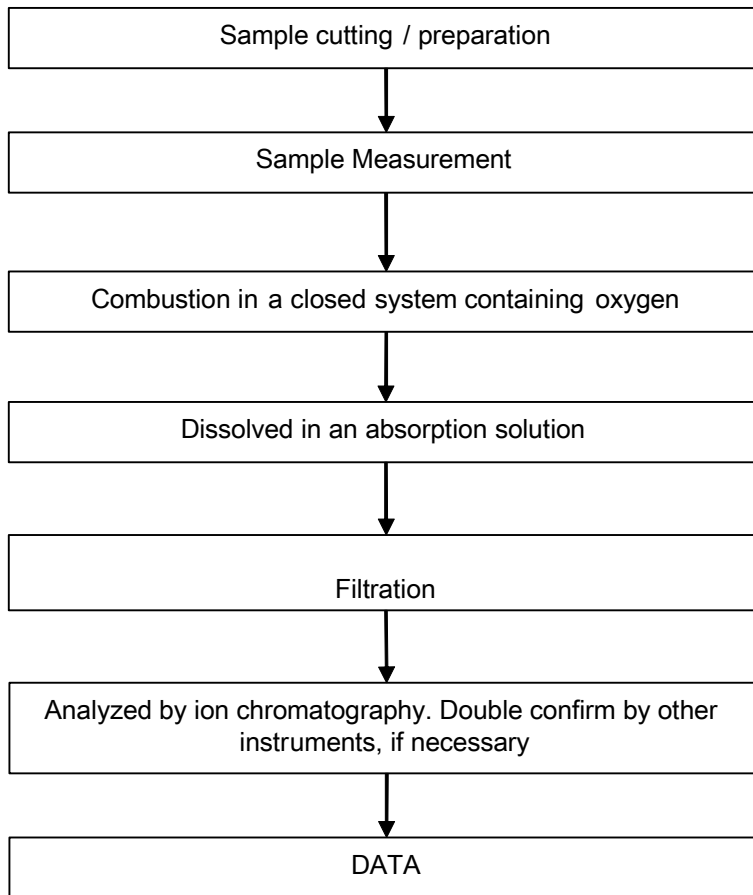 Sample cutting / preparation
Sample Measurement
Combustion in a closed system containing oxygen
Dissolved in an absorption solution
Filtration
Analyzed by ion chromatography. Double confirm by other
instruments, if necessary
DATA